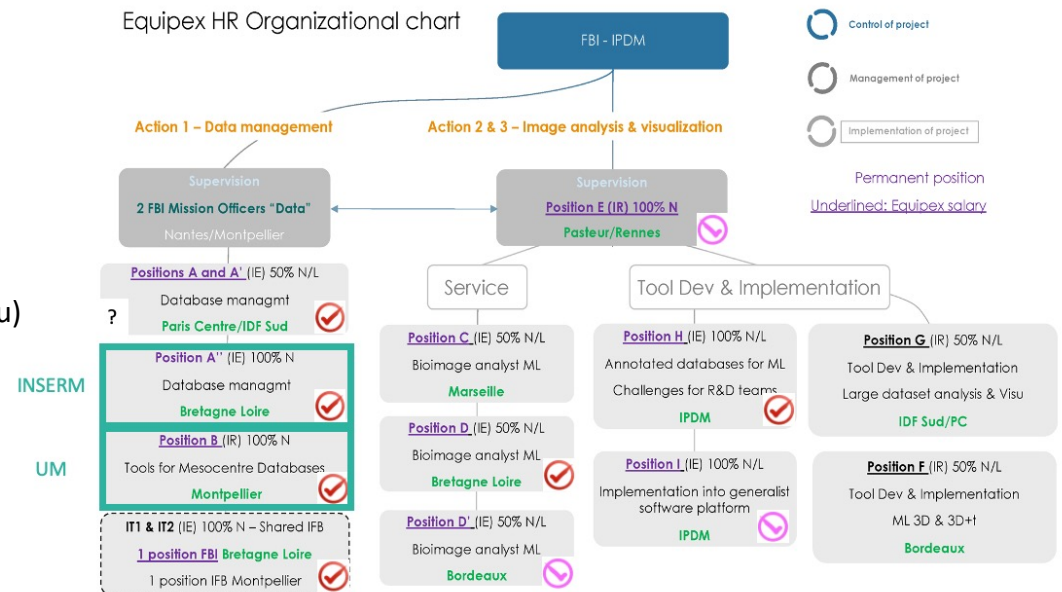 Equipex HR Organizational chart
FBI - IPDM
Control of project
Management of project
Implementation of project
Permanent position
Underlined: Equipex salary
Action 1 – Data management
Action 2 & 3 – Image analysis & visualization
Supervision
2 FBI Mission Officers "Data"
Nantes/Montpellier
Supervision
Position E (IR) 100% N
Pasteur/Rennes
u)
?
Positions A and A' (IE) 50% N/L
Database managmt
Paris Centre/IDF Sud
INSERM
Position A'' (IE) 100% N
Database managmt
Bretagne Loire
UM
Position B (IR) 100% N
Tools for Mesocentre Databases
Montpellier
IT1 & IT2 (IE) 100% N – Shared IFB
1 position FBI Bretagne Loire
1 position IFB Montpellier
Service
Position C (IE) 50% N/L
Bioimage analyst ML
Marseille
Position D (IE) 50% N/L
Bioimage analyst ML
Bretagne Loire
Position D' (IE) 50% N/L
Bioimage analyst ML
Bordeaux
Tool Dev & Implementation
Position H (IE) 100% N/L
Annotated databases for ML
Challenges for R&D teams
IPDM
Position I (IE) 100% N/L
Implementation into generalist
software platform
IPDM
Position G (IR) 50% N/L
Tool Dev & Implementation
Large dataset analysis & Visu
IDF Sud/PC
Position F (IR) 50% N/L
Tool Dev & Implementation
ML 3D & 3D+t
Bordeaux